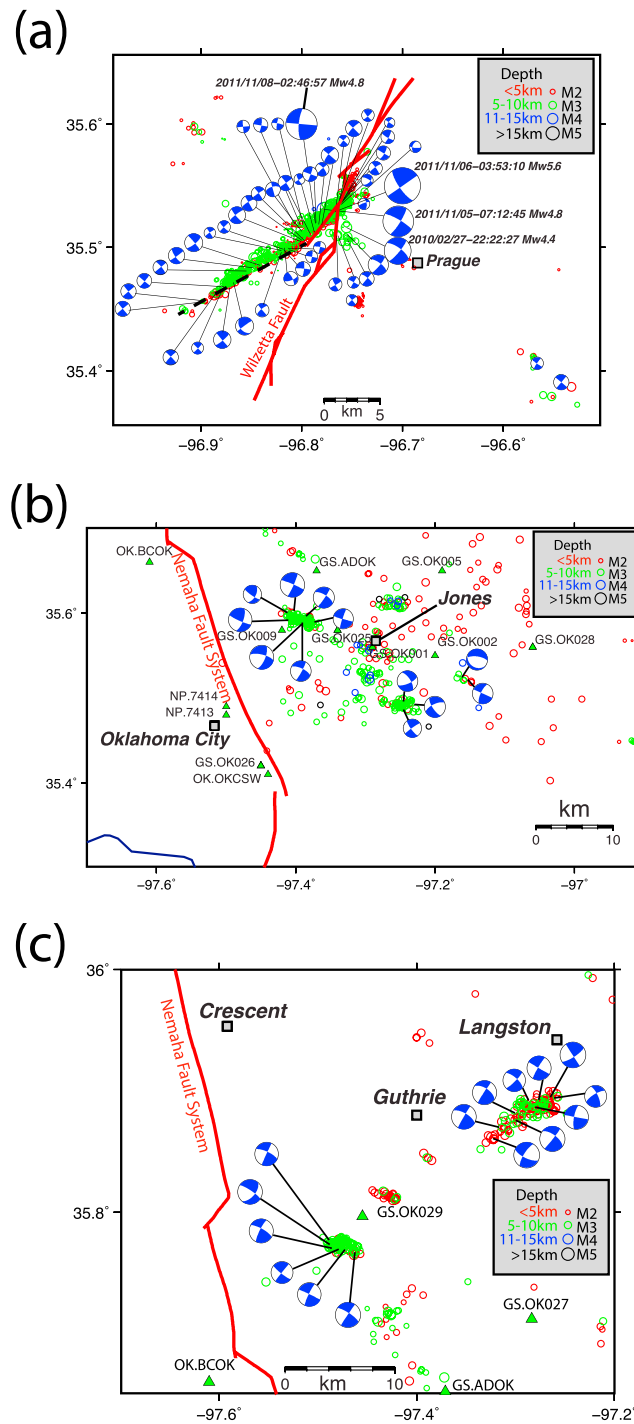 (a)
2011/11/08−02:46:57 Mw4.8
Depth
<5km M2
5-10km M3
11-15km M4
>15km M5
2011/11/06−03:53:10 Mw5.6
2011/11/05−07:12:45 Mw4.8
2010/02/27−22:22:27 Mw4.4
Prague
Wilzetta Fault
35.6˚
35.5˚
35.4˚
0 5
km
−96.9˚ −96.8˚ −96.7˚ −96.6˚
(b)
OK.BCOK
Nemaha Fault System
GS.ADOK
GS.OK005
Depth
<5km M2
5-10km M3
11-15km M4
>15km M5
Jones
GS.OK009
GS.OK025
GS.OK001
GS.OK002
GS.OK028
NP.7414
NP.7413
Oklahoma City
GS.OK026
OK.OKCSW
35.6˚
35.4˚
km
0 10
−97.6˚ −97.4˚ −97.2˚ −97˚
(c)
36˚
Nemaha Fault System
Crescent
Langston
Guthrie
GS.OK029
35.8˚
Depth
<5km M2
5-10km M3
11-15km M4
>15km M5
GS.OK027
OK.BCOK
0 10
km
GS.ADOK
−97.6˚ −97.4˚ −97.2˚